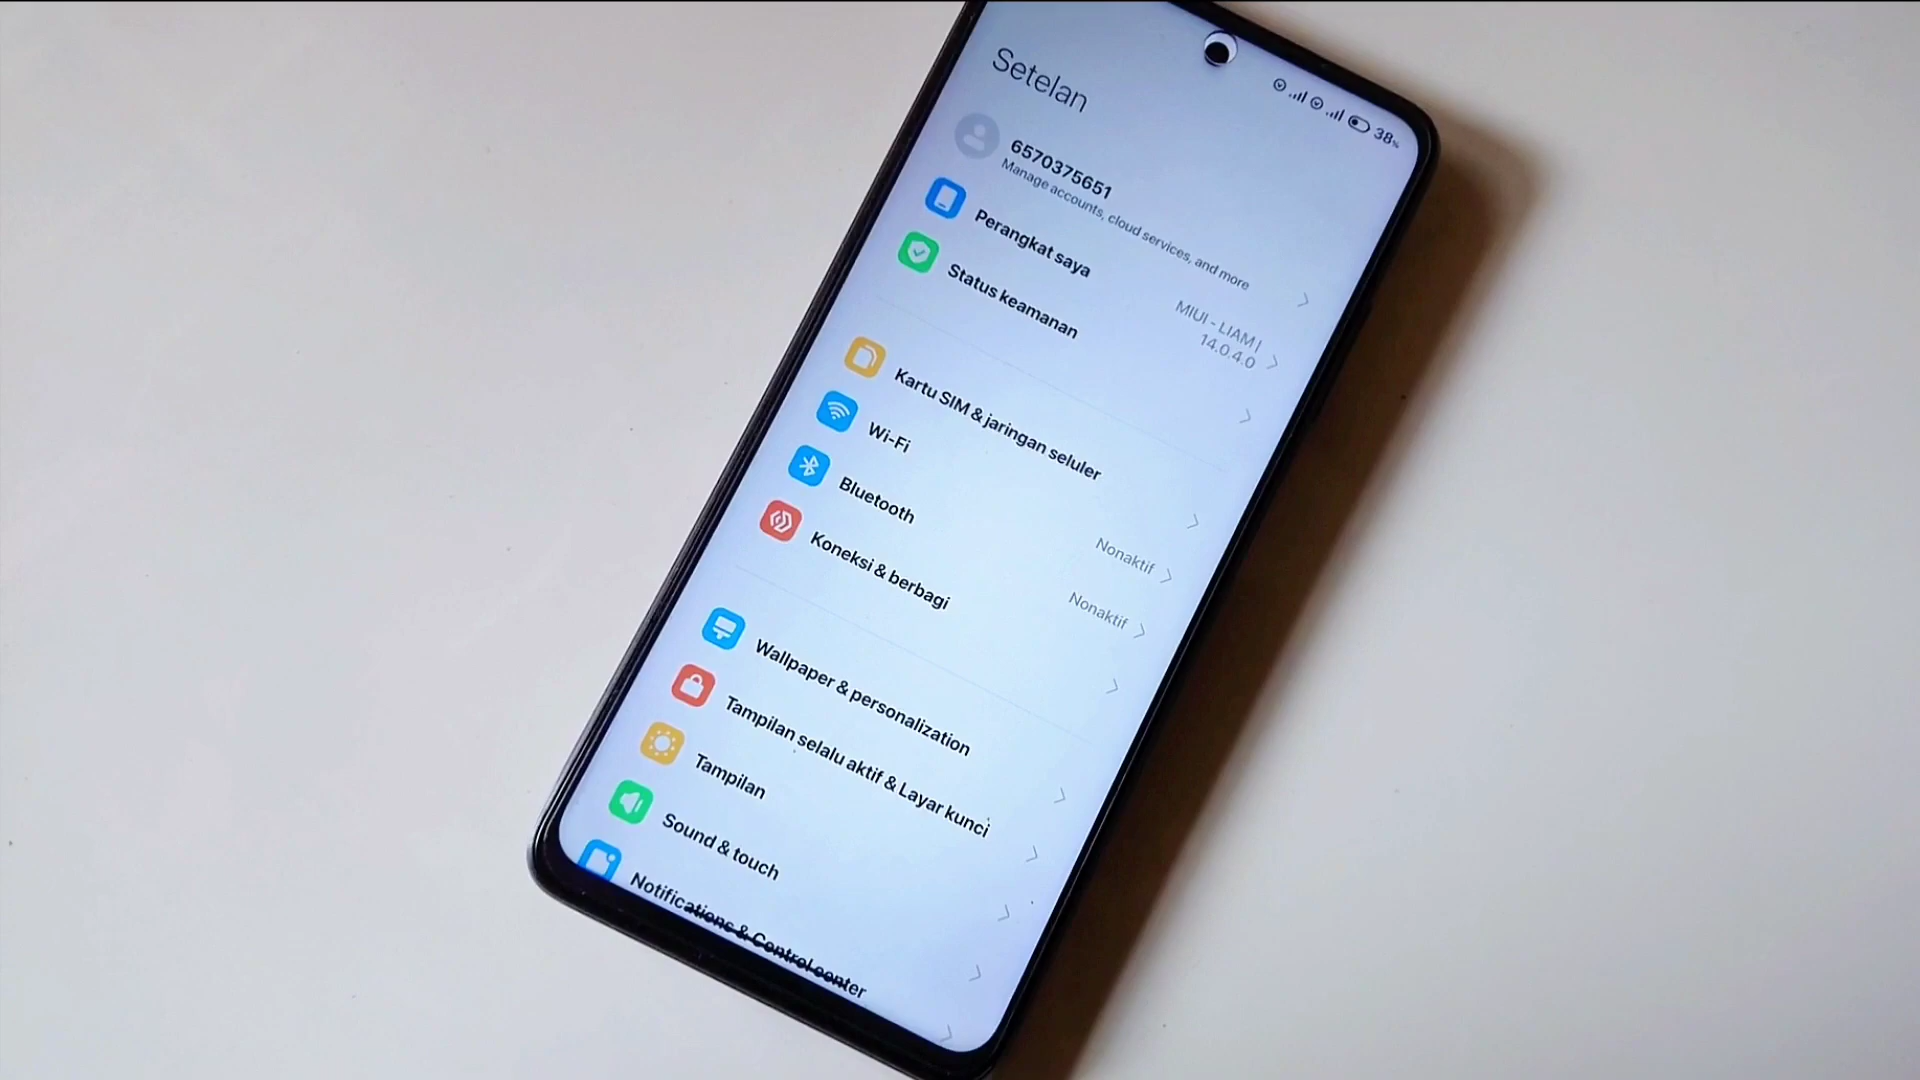 38%
Setelan
6570375651
Manage accounts, cloud services, and more
Perangkat saya
MIUI - LIAM |
14.0.4.0
Status keamanan
Kartu SIM & jaringan seluler
Wi-Fi
Nonaktif
Bluetooth
Nonaktif
Koneksi & berbagi
Wallpaper & personalization
Tampilan selalu aktif & Layar kunci
Tampilan
Sound & touch
Notifications & Control center